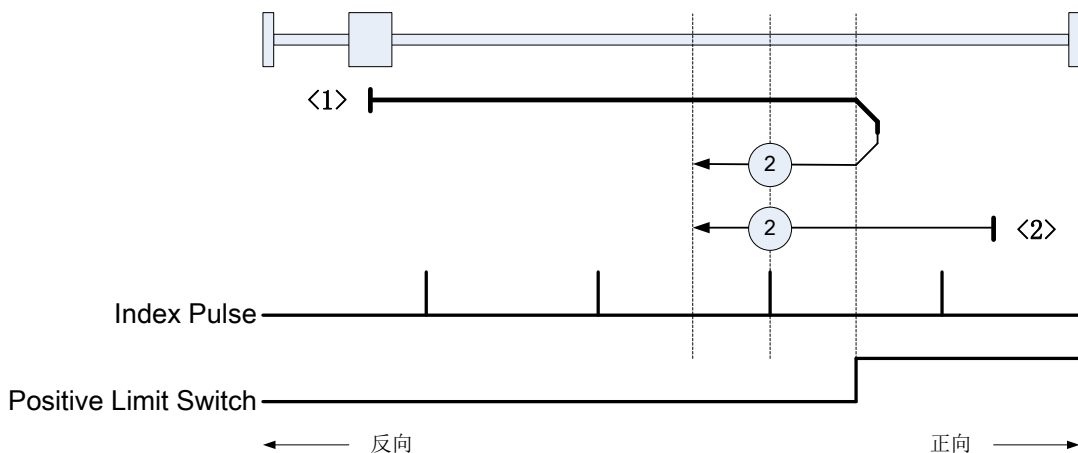 <1>
2
2
<2>
Index Pulse
Positive Limit Switch
反向
正向